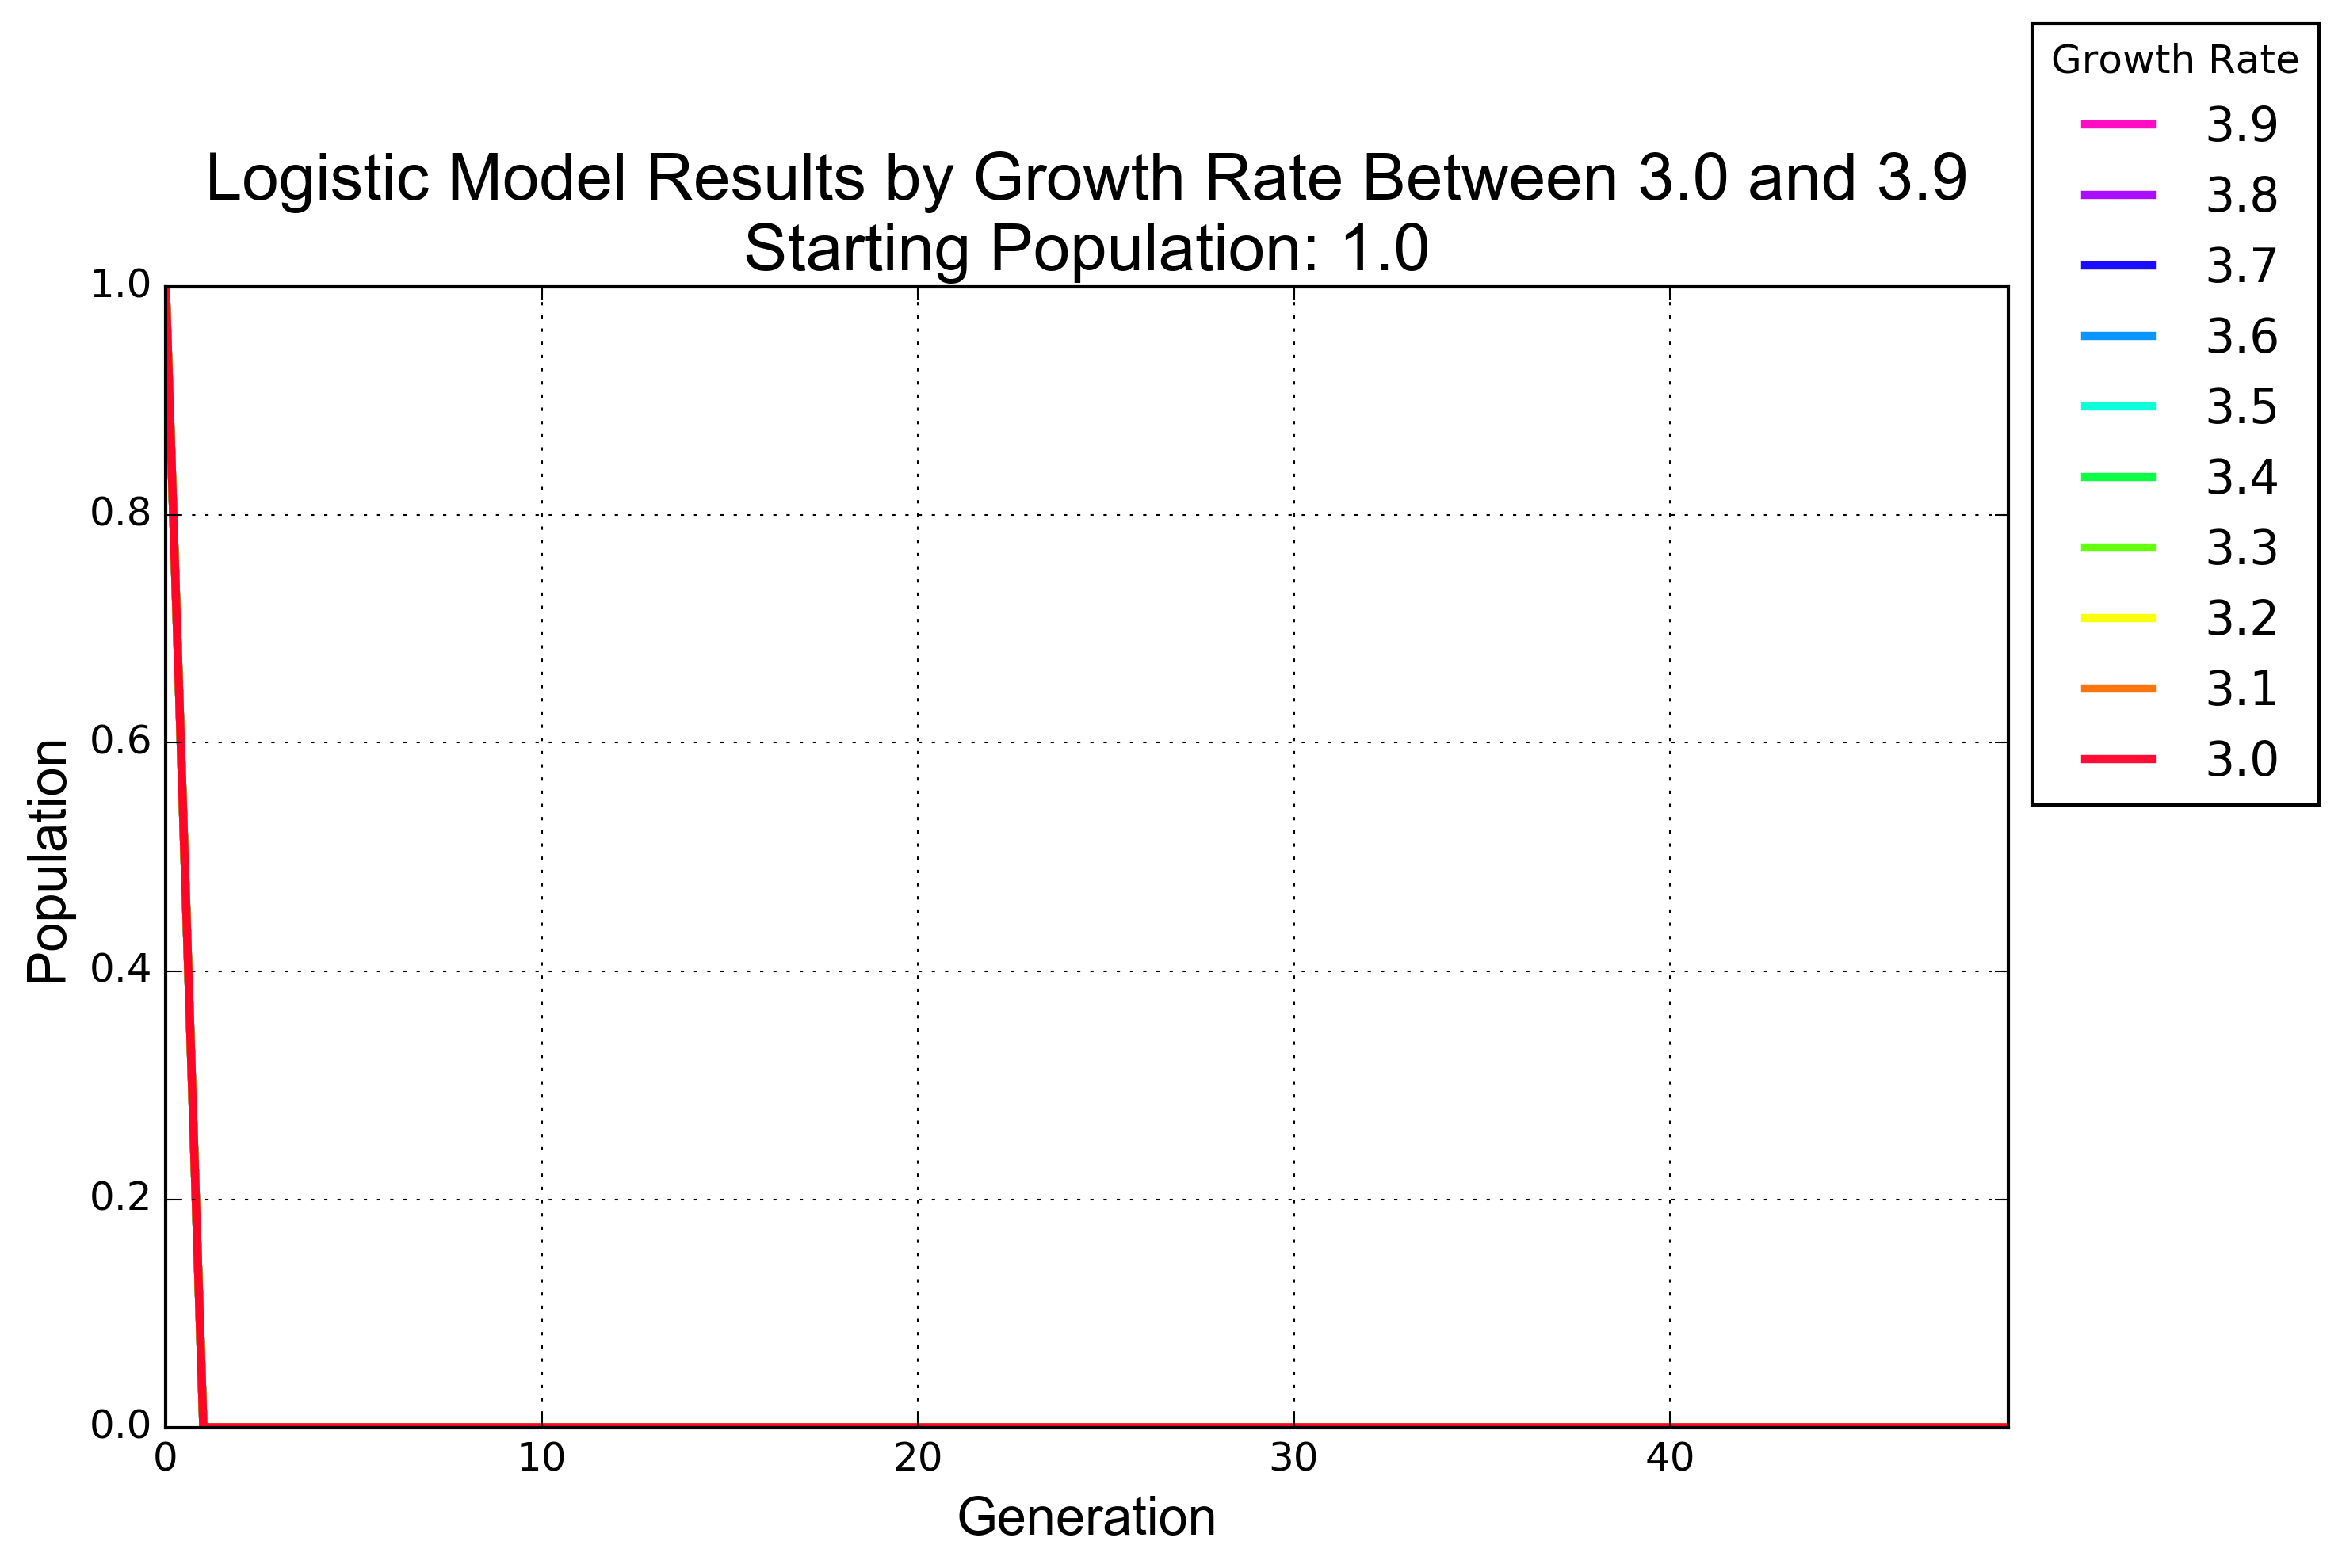 Growth Rate
3.9
3.8
3.7
3.6
3.5
3.4
3.3
3.2
3.1
3.0
Logistic Model Results by Growth Rate Between 3.0 and 3.9
Starting Population: 1.0
1.0
0.8
0.6
0.4
0.2
0.0
Population
0 10 20 30 40
Generation